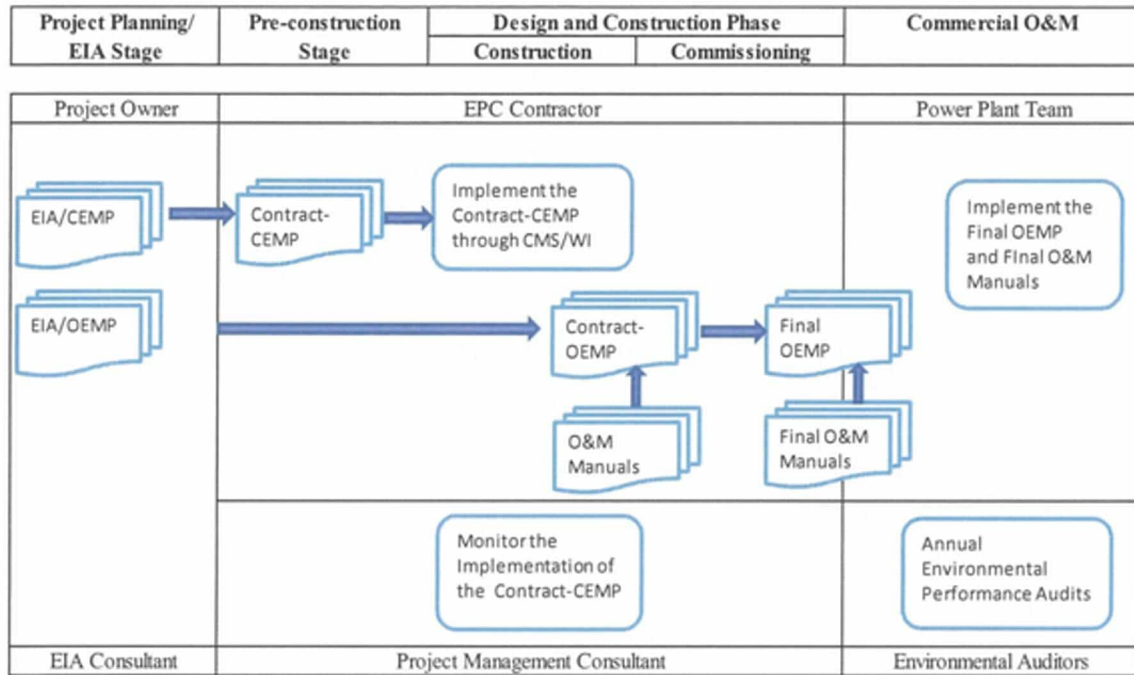 Project Planning/
EIA Stage
Pre-construction
Stage
Design and Construction Phase
Construction
Commissioning
Commercial O&M
Project Owner
EPC Contractor
Power Plant Team
EIA/CEMP
Contract-
CEMP
Implement the
Contract-CEMP
through CMS/WI
Implement the
Final OEMP
and FInal O&M
Manuals
EIA/OEMP
Contract-
OEMP
Final
OEMP
O&M
Manuals
Final O&M
Manuals
Monitor the
Implementation of
the Contract-CEMP
Annual
Environmental
Performance Audits
EIA Consultant
Project Management Consultant
Environmental Auditors